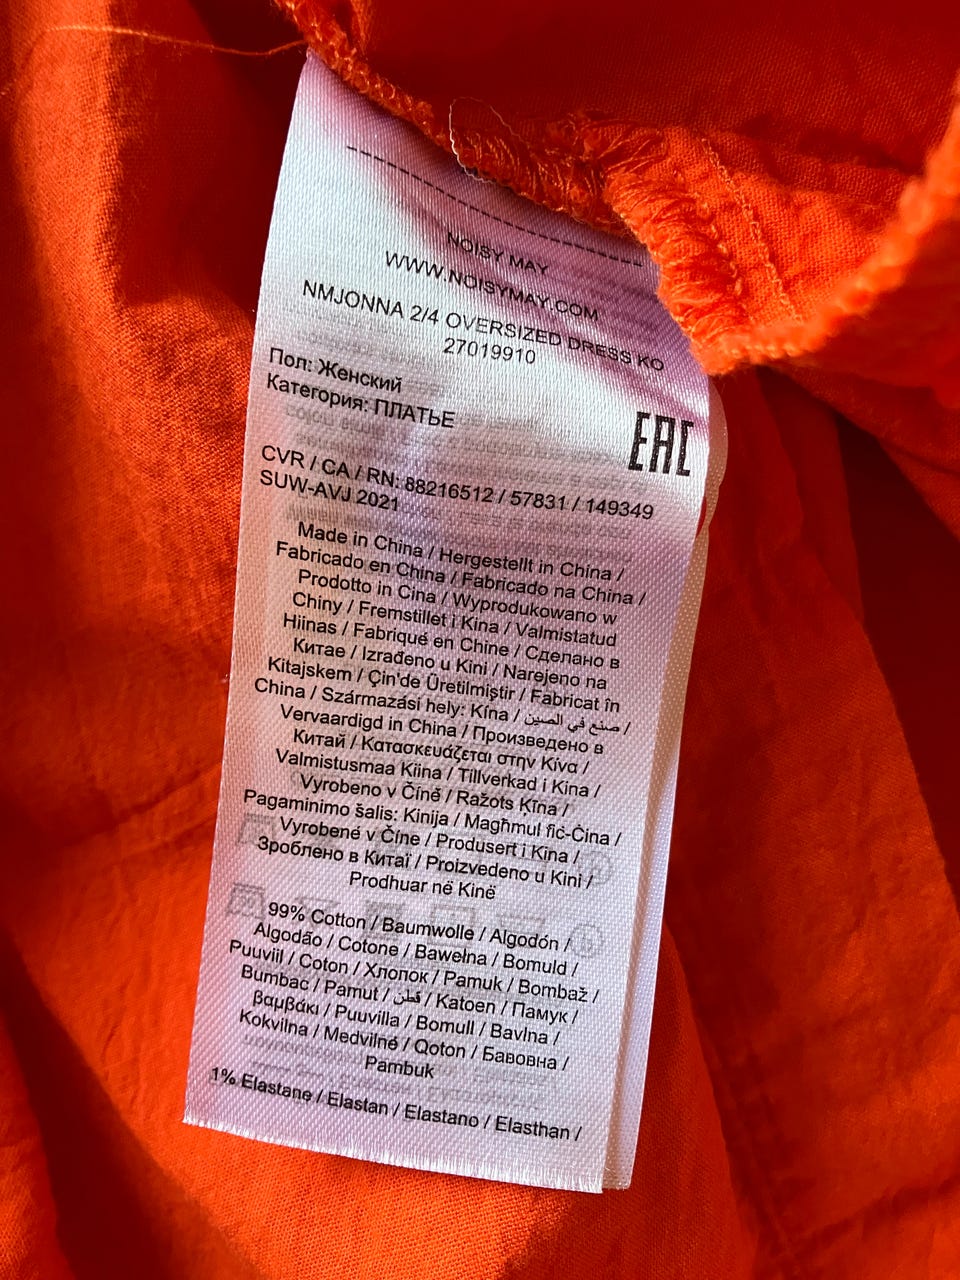 NOISY MAY
WWW.NOISYMAY.COM
NMJONNA 2/4 OVERSIZED DRESS KO
27019910
Пол: Женский
Категория: ПЛАТЬЕ
EAC
CVR / CA / RN: 88216512 / 57831 / 149349
SUW-AVJ 2021
Made in China / Hergestellt in China /
Fabricado en China / Fabricado na China /
Prodotto in Cina / Wyprodukowano w
Chiny / Fremstillet i Kina / Valmistatud
Hiinas / Fabriqué en Chine / Сделано в
Китае / Izrađeno u Kini / Narejeno na
Kitajskem / Çin'de Üretilmiştir / Fabricat în
China / Származási hely: Kína / صنع في الصين /
Vervaardigd in China / Произведено в
Китай / Κατασκευάζεται στην Κίνα /
Valmistusmaa Kiina / Tillverkad i Kina /
Vyrobeno v Číně / Ražots Ķīna /
Pagaminimo šalis: Kinija / Magħmul fiċ-Ċina /
Vyrobené v Číne / Produsert i Kina /
Зроблено в Китаї / Proizvedeno u Kini /
Prodhuar në Kinë
99% Cotton / Baumwolle / Algodón /
Algodão / Cotone / Bawełna / Bomuld /
Puuvill / Coton / Хлопок / Pamuk / Bombaž /
Bumbac / Pamut / قطن / Katoen / Памук /
βαμβάκι / Puuvilla / Bomull / Bavlna /
Kokvilna / Medvilnė / Qoton / Бавовна /
Pambuk
1% Elastane / Elastan / Elastano / Elasthan /